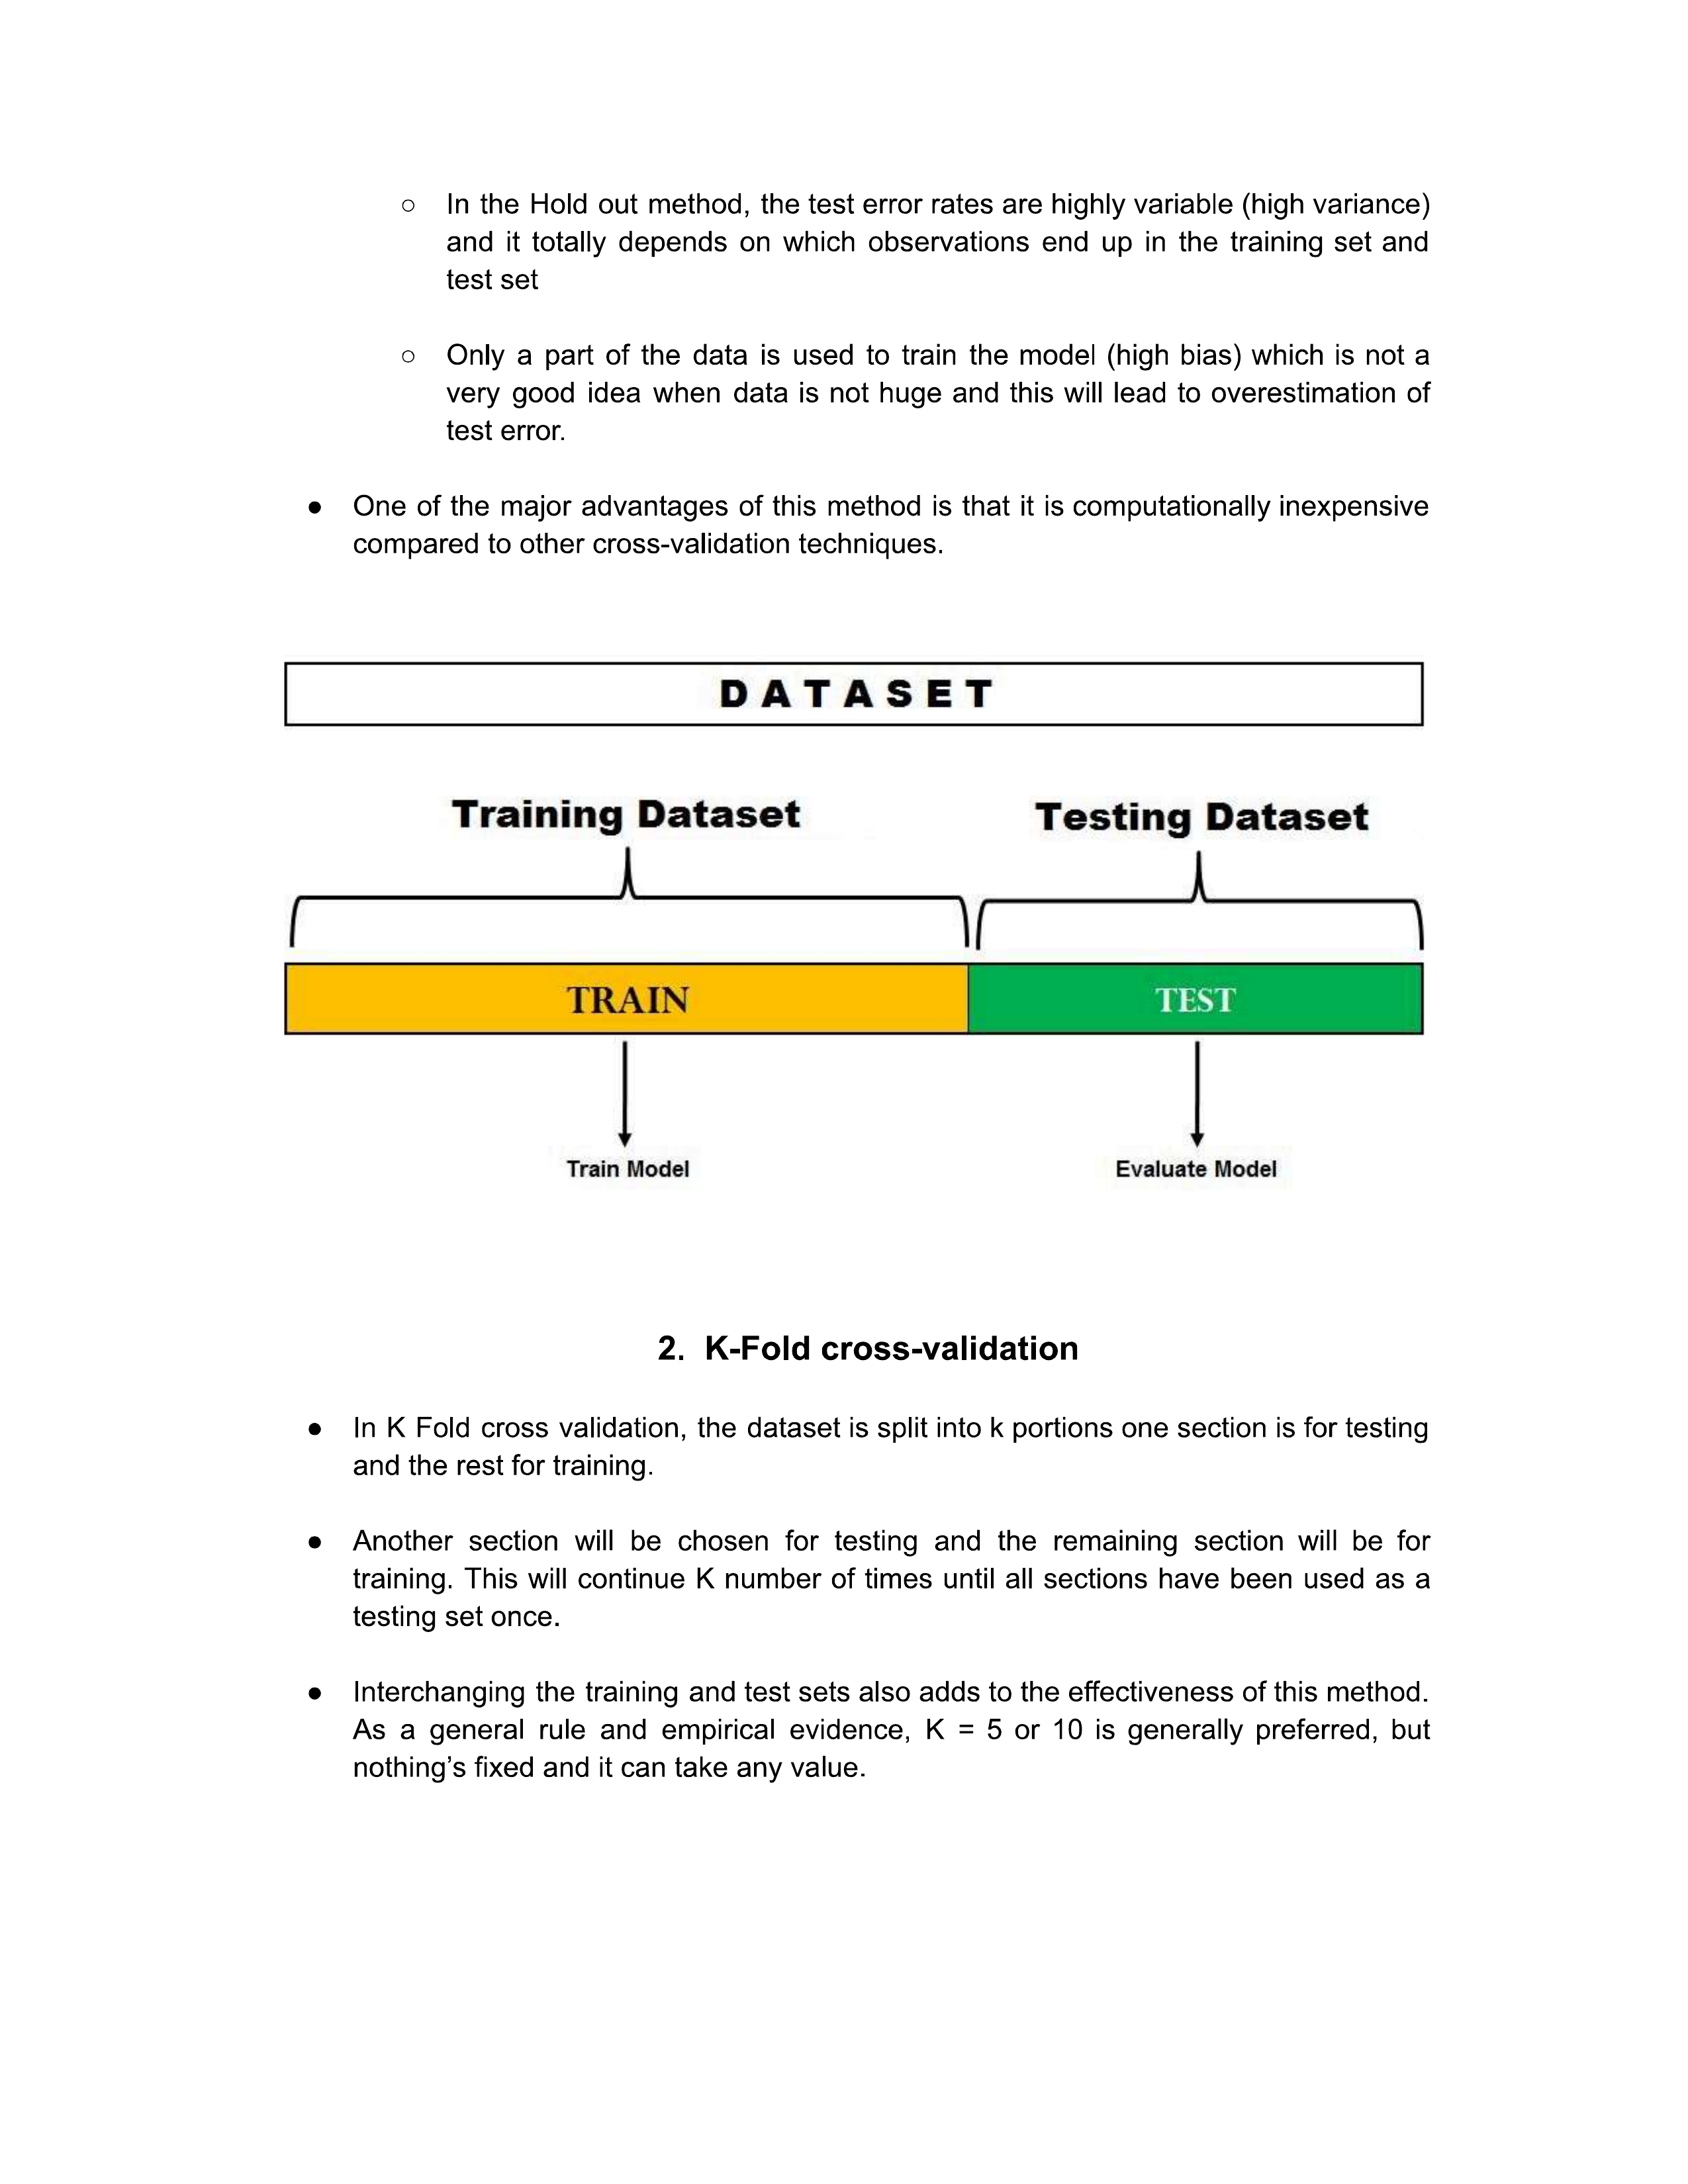 ○ In the Hold out method, the test error rates are highly variable (high variance)
and it totally depends on which observations end up in the training set and
test set
○ Only a part of the data is used to train the model (high bias) which is not a
very good idea when data is not huge and this will lead to overestimation of
test error.
● One of the major advantages of this method is that it is computationally inexpensive
compared to other cross-validation techniques.
DATASET
Training Dataset
Testing Dataset
TRAIN
TEST
Train Model
Evaluate Model
2. K-Fold cross-validation
● In K Fold cross validation, the dataset is split into k portions one section is for testing
and the rest for training.
● Another section will be chosen for testing and the remaining section will be for
training. This will continue K number of times until all sections have been used as a
testing set once.
● Interchanging the training and test sets also adds to the effectiveness of this method.
As a general rule and empirical evidence, K = 5 or 10 is generally preferred, but
nothing’s fixed and it can take any value.